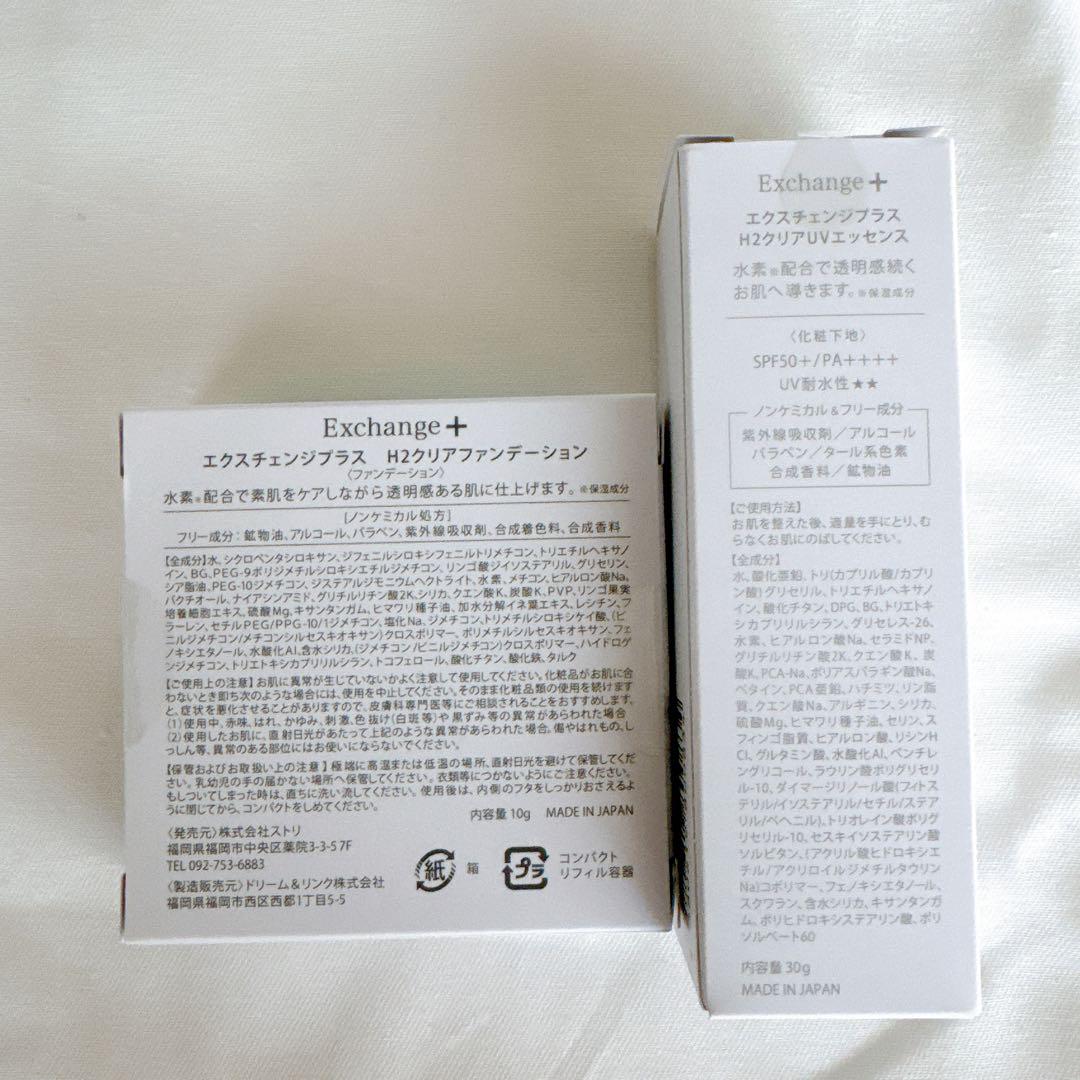 Exchange+
エクスチェンジプラス H2クリアファンデーション
〈ファンデーション〉
水素※配合で素肌をケアしながら透明感ある肌に仕上げます。※保湿成分
[ノンケミカル処方]
フリー成分:鉱物油、アルコール、パラベン、紫外線吸収剤、合成着色料、合成香料
【全成分】水、シクロペンタシロキサン、ジフェニルシロキシフェニルトリメチコン、トリエチルヘキサノ
イン、BG、PEG-9ポリジメチルシロキシエチルジメチコン、リンゴ酸ジイソステアリル、グリセリン、
シア脂油、PEG-10ジメチコン、ジステアルジモニウムヘクトライト、水素、メチコン、ヒアルロン酸Na、
バクチオール、ナイアシンアミド、グリチルリチン酸2K、シリカ、クエン酸K、炭酸K、PVP、リンゴ果実
培養細胞エキス、硫酸Mg、キサンタンガム、ヒマワリ種子油、加水分解イネ葉エキス、レシチン、フ
ラーレン、セチルPEG/PPG-10/1ジメチコン、塩化Na、ジメチコン、トリメチルシロキシケイ酸、(ビ
ニルジメチコン/メチコンシルセスキオキサン)クロスポリマー、ポリメチルシルセスキオキサン、フェ
ノキシエタノール、水酸化Al、含水シリカ、(ジメチコン/ビニルジメチコン)クロスポリマー、ハイドロゲ
ンジメチコン、トリエトキシカプリリルシラン、トコフェロール、酸化チタン、酸化鉄、タルク
【ご使用上の注意】お肌に異常が生じていないかよく注意して使用してください。化粧品がお肌に合
わないとき即ち次のような場合には、使用を中止してください。そのまま化粧品類の使用を続けます
と、症状を悪化させることがありますので、皮膚科専門医等にご相談されることをおすすめします。
(1)使用中、赤味、はれ、かゆみ、刺激、色抜け(白斑等)や黒ずみ等の異常があらわれた場合
(2)使用したお肌に、直射日光があたって上記のような異常があらわれた場合。傷やはれもの、し
っしん等、異常のある部位にはお使いにならないでください。
【保管およびお取扱い上の注意】極端に高温または低温の場所、直射日光を避けて保管してくださ
い。乳幼児の手の届かない場所へ保管してください。衣類等につかないようにご注意ください。
もしついてしまった時は、直ちに洗い流してください。使用後は、内側のフタをしっかりおさえるよ
うに閉じてから、コンパクトをしめてください。
内容量 10g MADE IN JAPAN
〈発売元〉株式会社ストリ
福岡県福岡市中央区薬院3-3-5 7F
TEL 092-753-6883
〈製造販売元〉ドリーム&リンク株式会社
福岡県福岡市西区西都1丁目5-5
紙 箱
プラ コンパクト
リフィル容器
Exchange+
エクスチェンジプラス
H2クリアUVエッセンス
水素※配合で透明感続く
お肌へ導きます。※保湿成分
〈化粧下地〉
SPF50+/PA++++
UV耐水性★★
ノンケミカル&フリー成分
紫外線吸収剤/アルコール
パラベン/タール系色素
合成香料/鉱物油
【ご使用方法】
お肌を整えた後、適量を手にとり、む
らなくお肌にのばしてください。
【全成分】
水、酸化亜鉛、トリ(カプリル酸/カプリ
ン酸)グリセリル、トリエチルヘキサノ
イン、酸化チタン、DPG、BG、トリエトキ
シカプリリルシラン、グリセレス-26、
水素、ヒアルロン酸Na、セラミドNP、
グリチルリチン酸2K、クエン酸K、炭
酸K、PCA-Na、ポリアスパラギン酸Na、
ベタイン、PCA亜鉛、ハチミツ、リン脂
質、クエン酸Na、アルギニン、シリカ、
硫酸Mg、ヒマワリ種子油、セリン、ス
フィンゴ脂質、ヒアルロン酸、リシンH
Cl、グルタミン酸、水酸化Al、ペンチレ
ングリコール、ラウリン酸ポリグリセリ
ル-10、ダイマージリノール酸(フィトス
テリル/イソステアリル/セチル/ステア
リル/ベヘニル)、トリオレイン酸ポリグ
リセリル-10、セスキイソステアリン酸
ソルビタン、(アクリル酸ヒドロキシエ
チル/アクリロイルジメチルタウリン
Na)コポリマー、フェノキシエタノール、
スクワラン、含水シリカ、キサンタンガ
ム、ポリヒドロキシステアリン酸、ポリ
ソルベート60
内容量 30g
MADE IN JAPAN